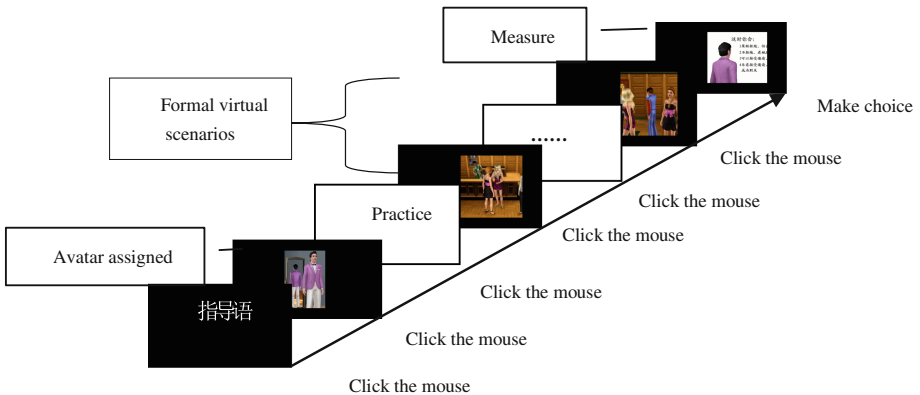 Measure
Formal virtual
scenarios
Make choice
......
Click the mouse
Click the mouse
Practice
Click the mouse
Avatar assigned
Click the mouse
指导语
Click the mouse
Click the mouse